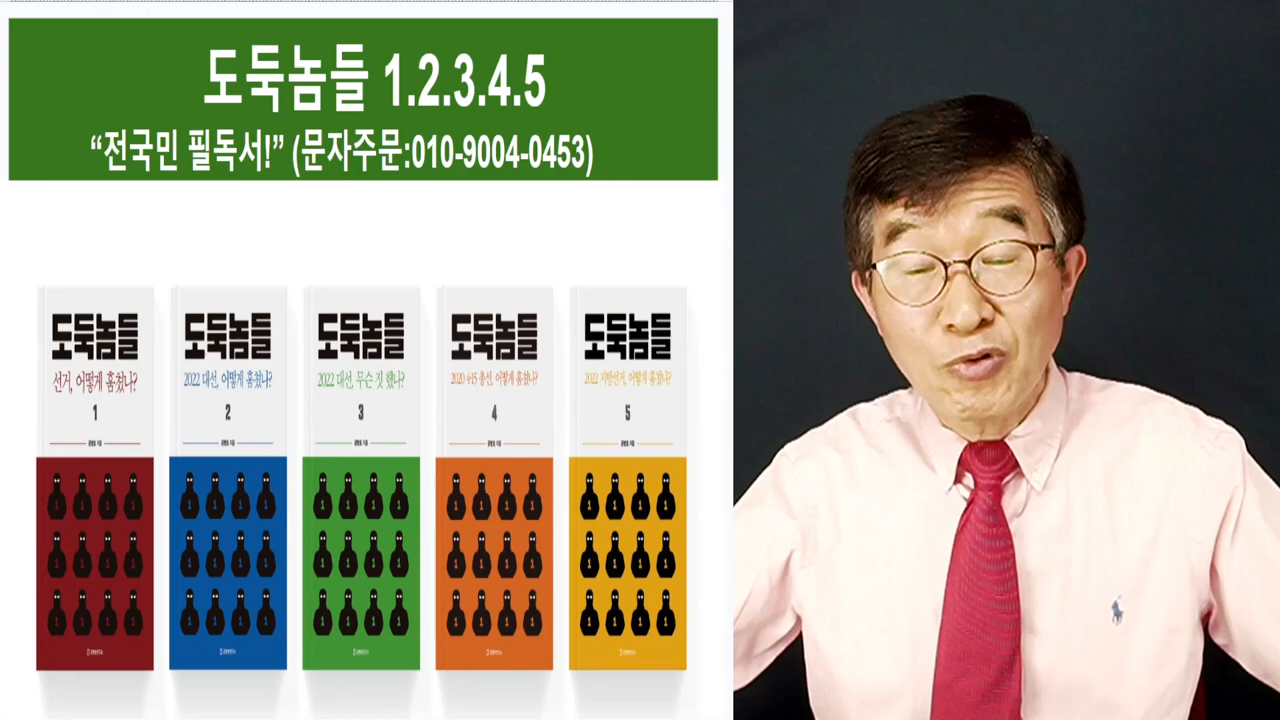 도둑놈들 1.2.3.4.5
“전국민 필독서!” (문자주문:010-9004-0453)
도둑놈들
선거, 어떻게 훔쳤나?
1
도둑놈들
2022 대선, 어떻게 훔쳤나?
2
도둑놈들
2022 대선, 무슨 짓 했나?
3
도둑놈들
2020 4·15 총선, 어떻게 훔쳤나?
4
도둑놈들
2022 지방선거, 어떻게 훔쳤나?
5